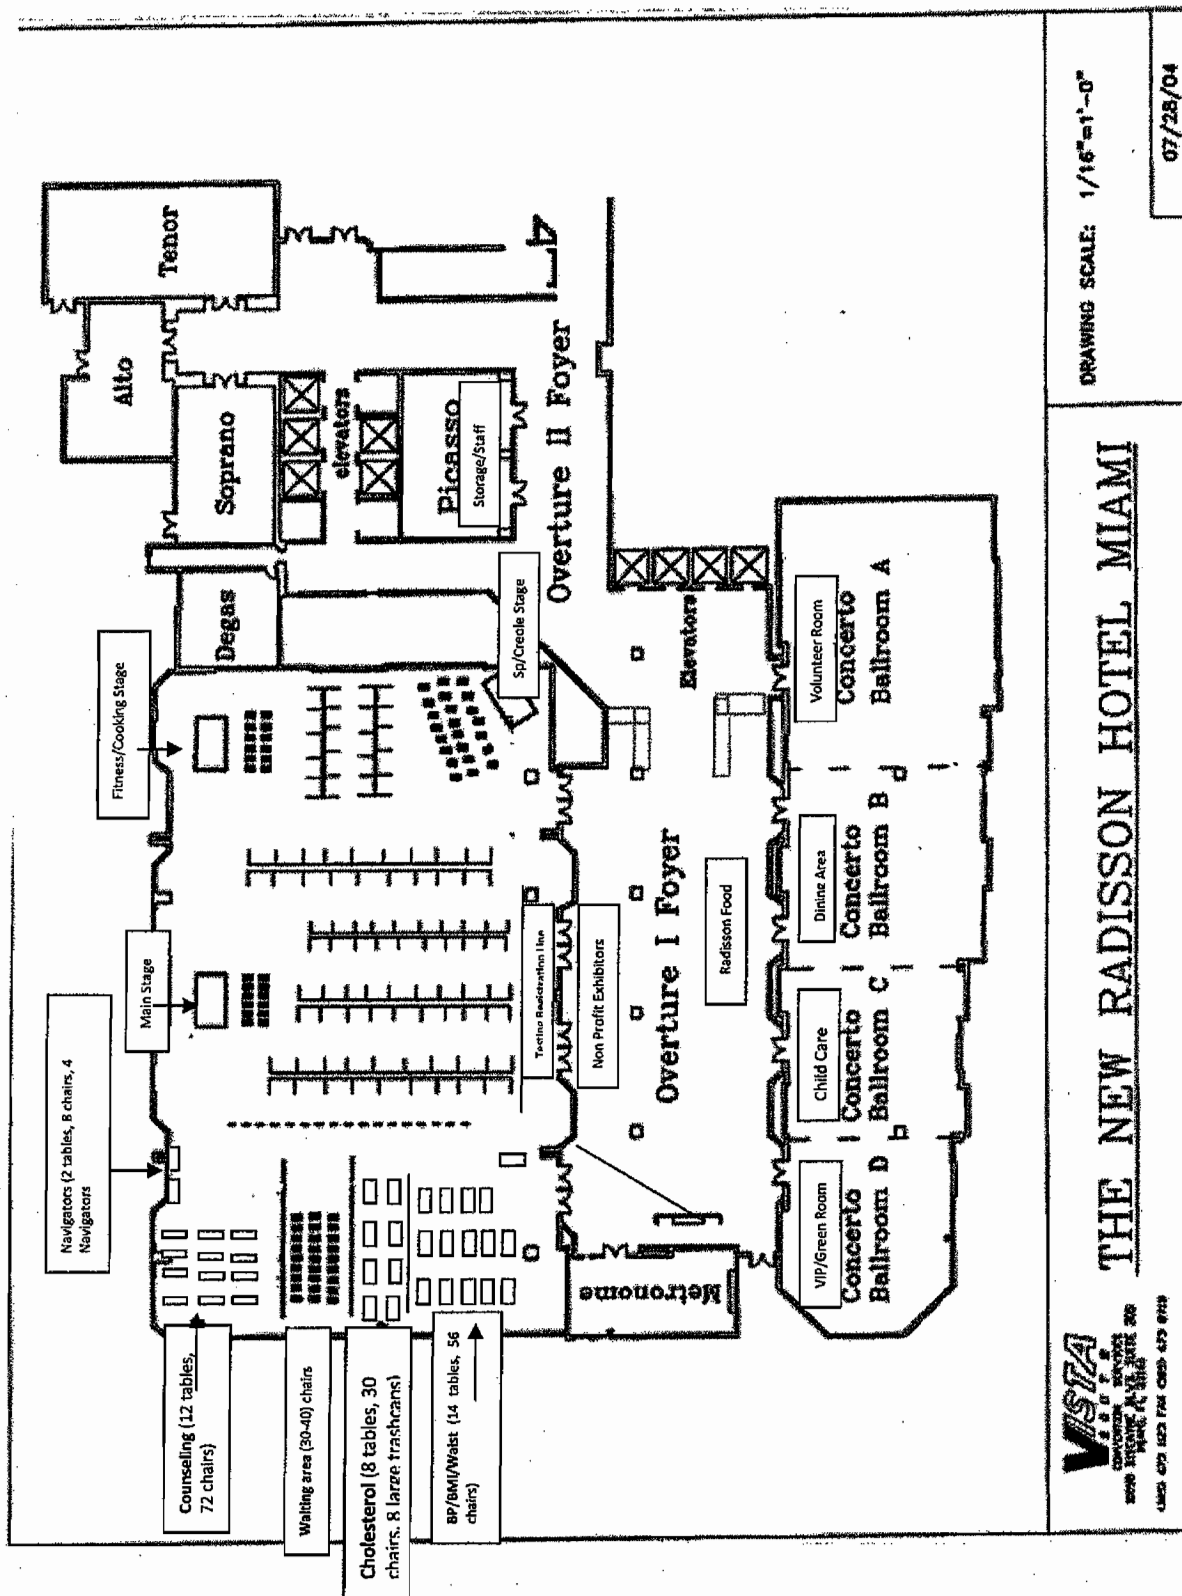 Tenor
Alto
Soprano
elevators
Picasso
Storage/Staff
Degas
Overture II Foyer
Fitness/Cooking Stage
Sp/Creole Stage
Elevators
Volunteer Room
Concerto
Ballroom A
Main Stage
Testing Registration Line
Non Profit Exhibitors
Overture I Foyer
Radisson Food
Dining Area
Concerto
Ballroom B
Child Care
Concerto
Ballroom C
Navigators (2 tables, 8 chairs, 4
Navigators
Metronome
VIP/Green Room
Concerto
Ballroom D
Counseling (12 tables,
72 chairs)
Waiting area (30-40) chairs
Cholesterol (8 tables, 30
chairs, 8 large trashcans)
BP/BMI/Waist (14 tables, 56
chairs)
DRAWING SCALE: 1/16"=1'-0"
07/28/04
THE NEW RADISSON HOTEL MIAMI
VISTA
GROUP
CONVENTION SERVICES